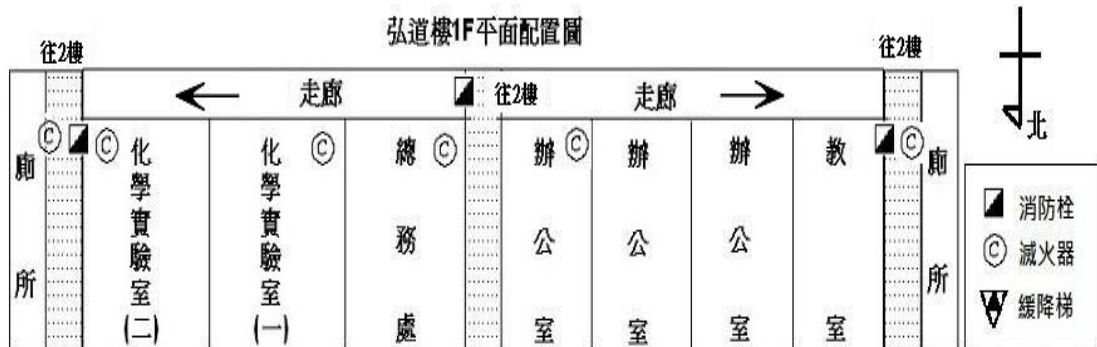 弘道樓1F平面配置圖
往2樓
往2樓
走廊
往2樓
走廊
北
廁所
Ⓒ
Ⓒ
化學實驗室(二)
化學實驗室(一)
Ⓒ
總務處
Ⓒ
辦公室
Ⓒ
辦公室
辦公室
教室
Ⓒ
廁所
消防栓
Ⓒ 滅火器
緩降梯